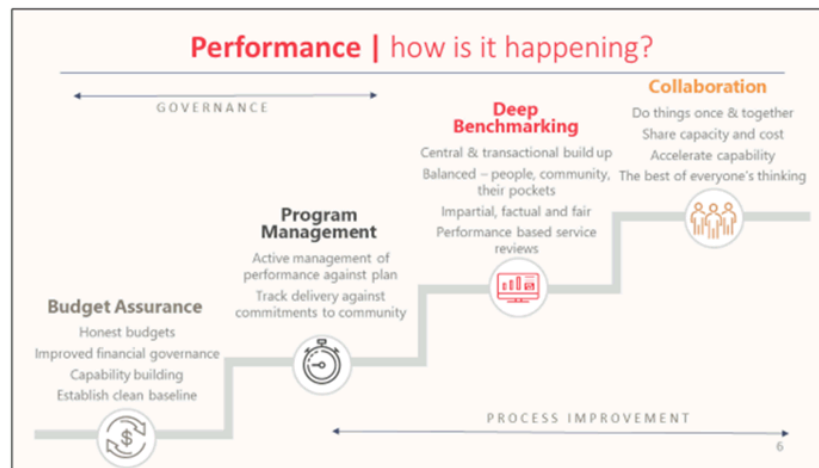 Performance | how is it happening?
GOVERNANCE
Budget Assurance
Honest budgets
Improved financial governance
Capability building
Establish clean baseline
$
Program
Management
Active management of
performance against plan
Track delivery against
commitments to community
Deep
Benchmarking
Central & transactional build up
Balanced – people, community,
their pockets
Impartial, factual and fair
Performance based service
reviews
Collaboration
Do things once & together
Share capacity and cost
Accelerate capability
The best of everyone's thinking
PROCESS IMPROVEMENT
6